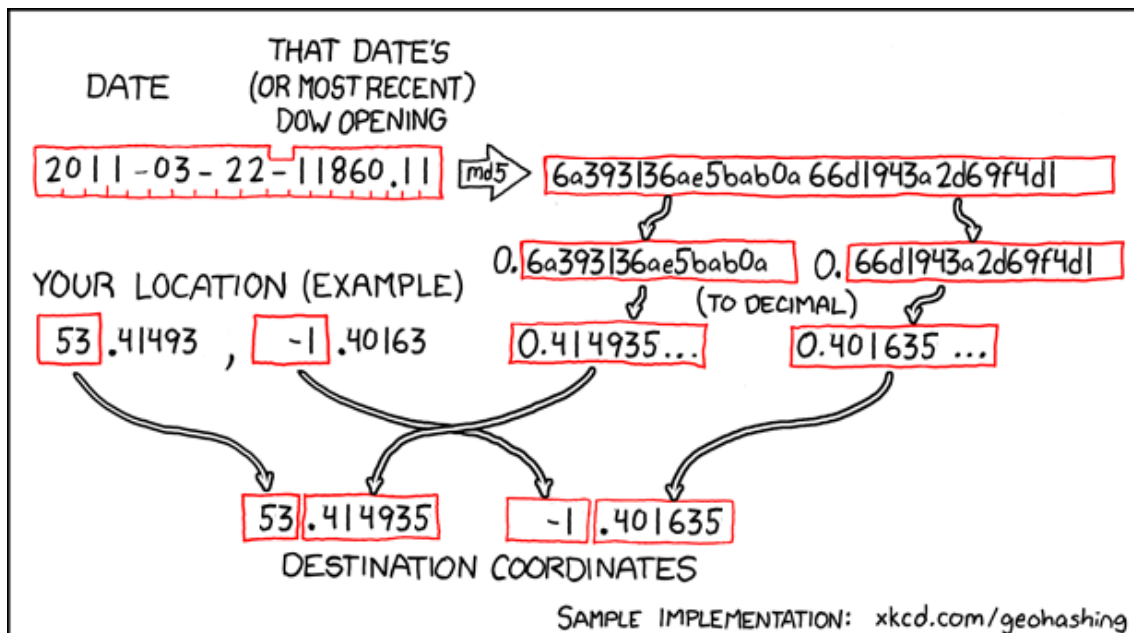 DATE
THAT DATE'S
(OR MOST RECENT)
DOW OPENING
2011-03-22-11860.11
md5
6a393136ae5bab0a66d1943a2d69f4d1
0.6a393136ae5bab0a
0.66d1943a2d69f4d1
YOUR LOCATION (EXAMPLE)
(TO DECIMAL)
53.41493, -1.40163
0.414935...
0.401635 ...
53.414935
-1.401635
DESTINATION COORDINATES
SAMPLE IMPLEMENTATION: xkcd.com/geohashing